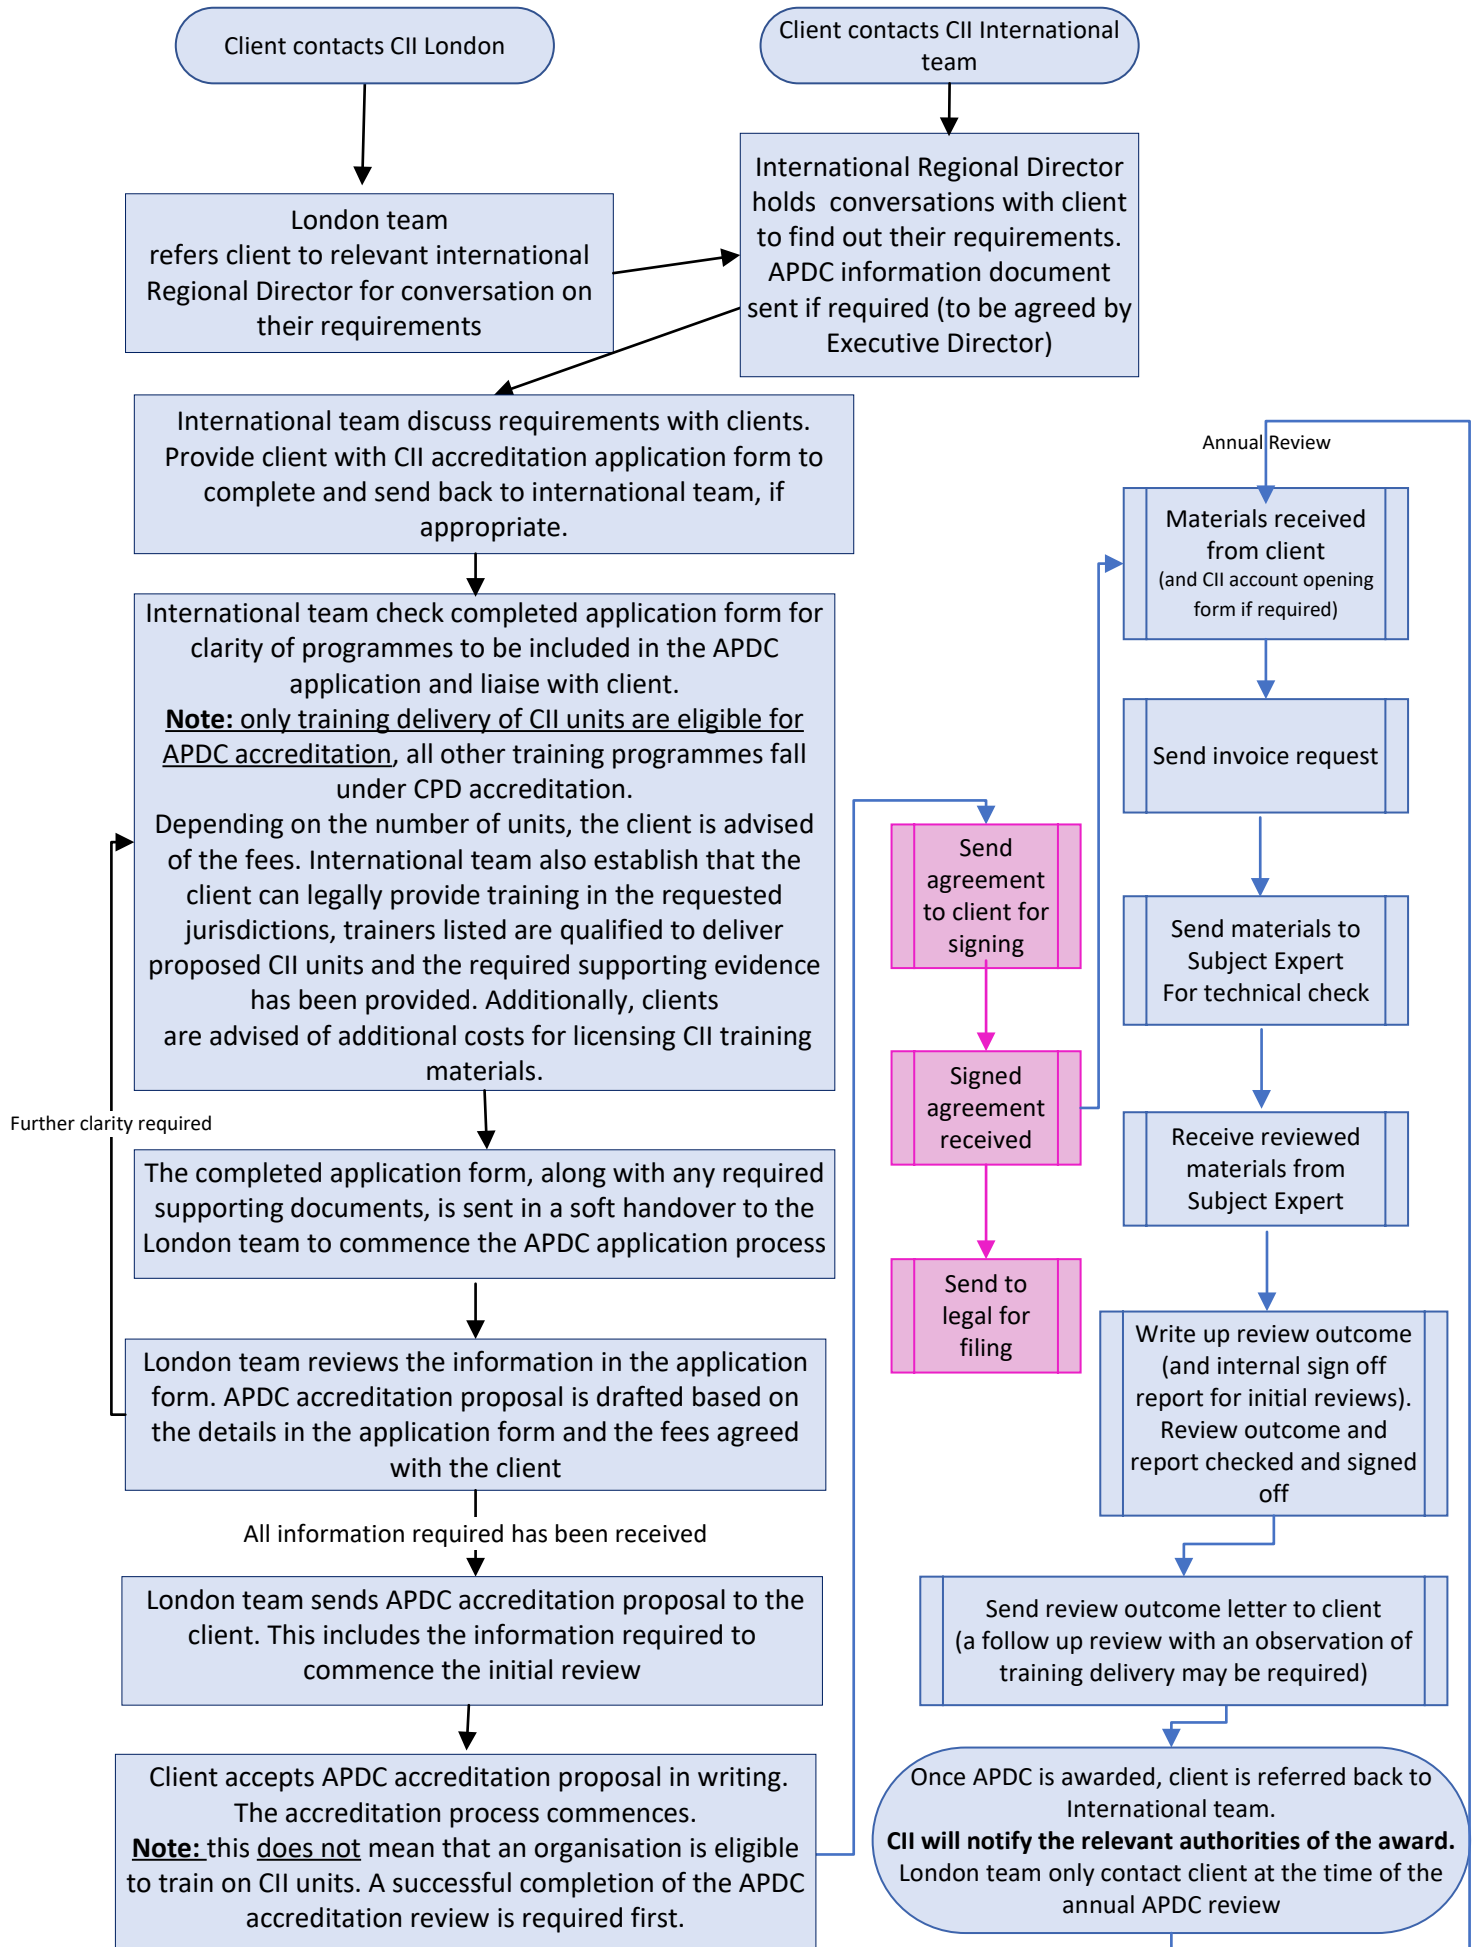 Client contacts CII London
Client contacts CII International
team
London team
refers client to relevant international
Regional Director for conversation on
their requirements
International Regional Director
holds conversations with client
to find out their requirements.
APDC information document
sent if required (to be agreed by
Executive Director)
International team discuss requirements with clients.
Provide client with CII accreditation application form to
complete and send back to international team, if
appropriate.
International team check completed application form for
clarity of programmes to be included in the APDC
application and liaise with client.
Note: only training delivery of CII units are eligible for
APDC accreditation, all other training programmes fall
under CPD accreditation.
Depending on the number of units, the client is advised
of the fees. International team also establish that the
client can legally provide training in the requested
jurisdictions, trainers listed are qualified to deliver
proposed CII units and the required supporting evidence
has been provided. Additionally, clients
are advised of additional costs for licensing CII training
materials.
Further clarity required
The completed application form, along with any required
supporting documents, is sent in a soft handover to the
London team to commence the APDC application process
London team reviews the information in the application
form. APDC accreditation proposal is drafted based on
the details in the application form and the fees agreed
with the client
All information required has been received
London team sends APDC accreditation proposal to the
client. This includes the information required to
commence the initial review
Client accepts APDC accreditation proposal in writing.
The accreditation process commences.
Note: this does not mean that an organisation is eligible
to train on CII units. A successful completion of the APDC
accreditation review is required first.
Send
agreement
to client for
signing
Signed
agreement
received
Send to
legal for
filing
Annual Review
Materials received
from client
(and CII account opening
form if required)
Send invoice request
Send materials to
Subject Expert
For technical check
Receive reviewed
materials from
Subject Expert
Write up review outcome
(and internal sign off
report for initial reviews).
Review outcome and
report checked and signed
off
Send review outcome letter to client
(a follow up review with an observation of
training delivery may be required)
Once APDC is awarded, client is referred back to
International team.
CII will notify the relevant authorities of the award.
London team only contact client at the time of the
annual APDC review